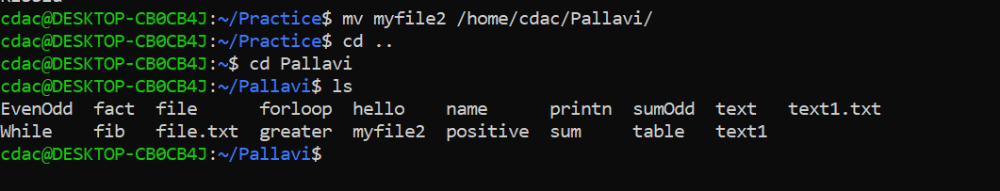 cdac@DESKTOP-CB0CB4J:~/Practice$ mv myfile2 /home/cdac/Pallavi/
cdac@DESKTOP-CB0CB4J:~/Practice$ cd ..
cdac@DESKTOP-CB0CB4J:~$ cd Pallavi
cdac@DESKTOP-CB0CB4J:~/Pallavi$ ls
EvenOdd  fact  file      forloop  hello    name      printn  sumOdd  text   text1.txt
While    fib   file.txt  greater  myfile2  positive  sum     table   text1
cdac@DESKTOP-CB0CB4J:~/Pallavi$